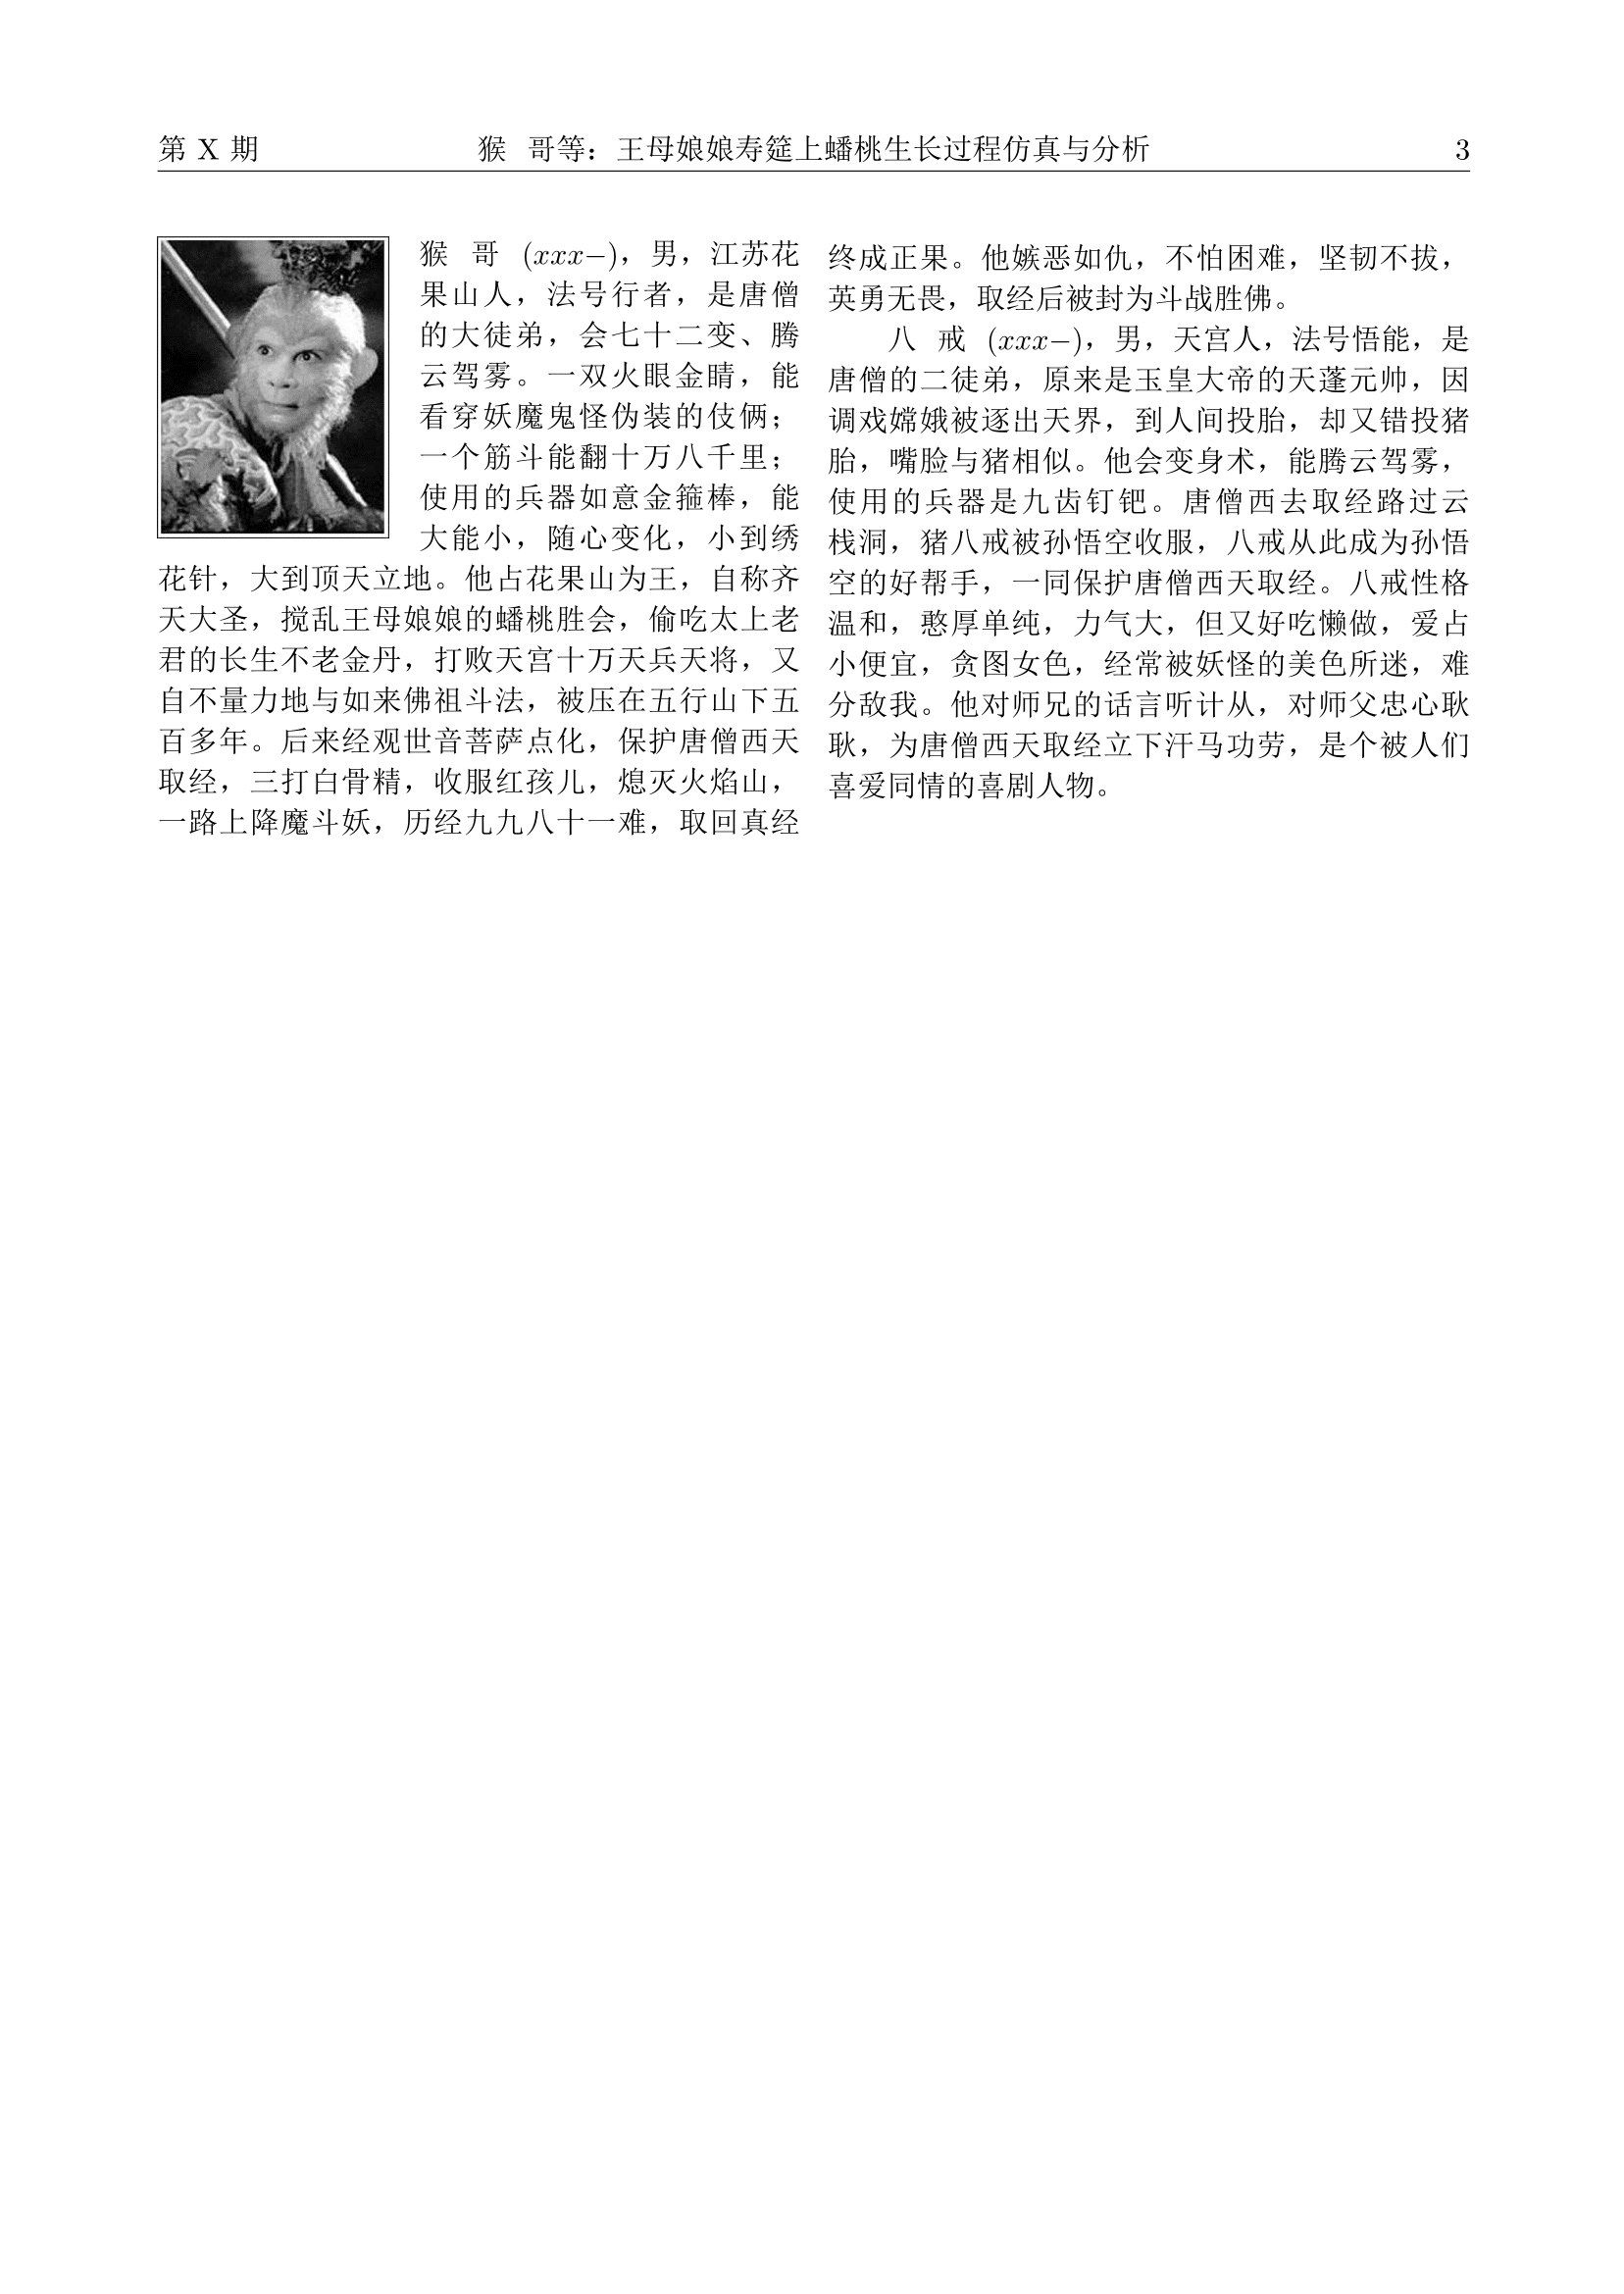 第 X 期 猴 哥等：王母娘娘寿筵上蟠桃生长过程仿真与分析 3
猴 哥 (xxx−)，男，江苏花
果山人，法号行者，是唐僧
的大徒弟，会七十二变、腾
云驾雾。一双火眼金睛，能
看穿妖魔鬼怪伪装的伎俩；
一个筋斗能翻十万八千里；
使用的兵器如意金箍棒，能
大能小，随心变化，小到绣
花针，大到顶天立地。他占花果山为王，自称齐
天大圣，搅乱王母娘娘的蟠桃胜会，偷吃太上老
君的长生不老金丹，打败天宫十万天兵天将，又
自不量力地与如来佛祖斗法，被压在五行山下五
百多年。后来经观世音菩萨点化，保护唐僧西天
取经，三打白骨精，收服红孩儿，熄灭火焰山，
一路上降魔斗妖，历经九九八十一难，取回真经
终成正果。他嫉恶如仇，不怕困难，坚韧不拔，
英勇无畏，取经后被封为斗战胜佛。
八 戒 (xxx−)，男，天宫人，法号悟能，是
唐僧的二徒弟，原来是玉皇大帝的天蓬元帅，因
调戏嫦娥被逐出天界，到人间投胎，却又错投猪
胎，嘴脸与猪相似。他会变身术，能腾云驾雾，
使用的兵器是九齿钉钯。唐僧西去取经路过云
栈洞，猪八戒被孙悟空收服，八戒从此成为孙悟
空的好帮手，一同保护唐僧西天取经。八戒性格
温和，憨厚单纯，力气大，但又好吃懒做，爱占
小便宜，贪图女色，经常被妖怪的美色所迷，难
分敌我。他对师兄的话言听计从，对师父忠心耿
耿，为唐僧西天取经立下汗马功劳，是个被人们
喜爱同情的喜剧人物。